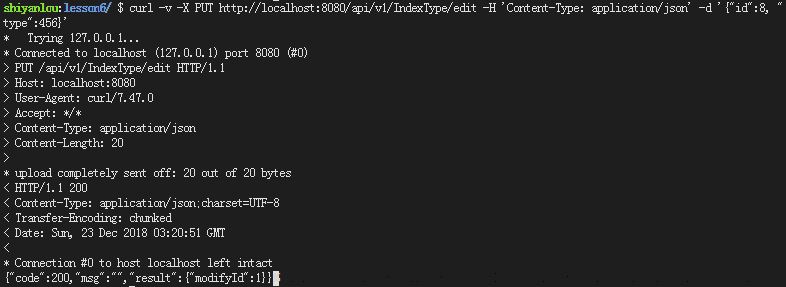 shiyanlou:lesson6/ $ curl -v -X PUT http://localhost:8080/api/v1/IndexType/edit -H 'Content-Type: application/json' -d '{"id":8, "
type":456}'
*   Trying 127.0.0.1...
* Connected to localhost (127.0.0.1) port 8080 (#0)
> PUT /api/v1/IndexType/edit HTTP/1.1
> Host: localhost:8080
> User-Agent: curl/7.47.0
> Accept: */*
> Content-Type: application/json
> Content-Length: 20
>
* upload completely sent off: 20 out of 20 bytes
< HTTP/1.1 200
< Content-Type: application/json;charset=UTF-8
< Transfer-Encoding: chunked
< Date: Sun, 23 Dec 2018 03:20:51 GMT
<
* Connection #0 to host localhost left intact
{"code":200,"msg":"","result":{"modifyId":1}}